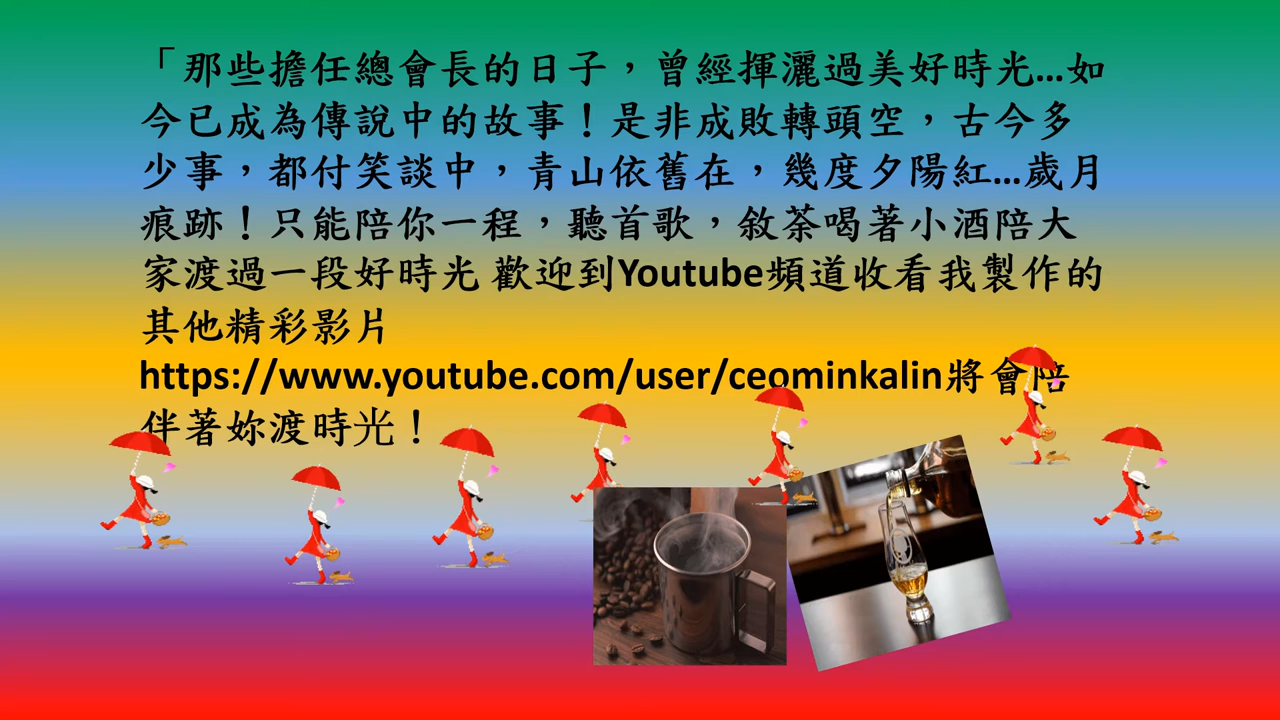 「那些擔任總會長的日子，曾經揮灑過美好時光...如
今已成為傳說中的故事！是非成敗轉頭空，古今多
少事，都付笑談中，青山依舊在，幾度夕陽紅...歲月
痕跡！只能陪你一程，聽首歌，敘荼喝著小酒陪大
家渡過一段好時光 歡迎到Youtube頻道收看我製作的
其他精彩影片
https://www.youtube.com/user/ceominkalin將會陪
伴著妳渡時光！